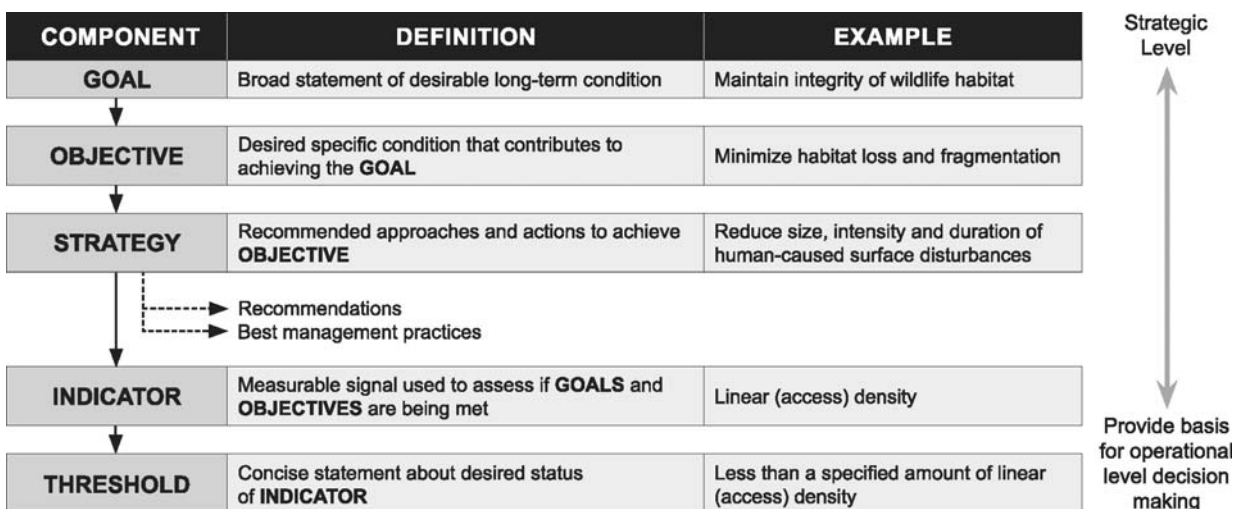 COMPONENT DEFINITION EXAMPLE
Strategic
Level
GOAL Broad statement of desirable long-term condition Maintain integrity of wildlife habitat
OBJECTIVE
Desired specific condition that contributes to
achieving the GOAL
Minimize habitat loss and fragmentation
STRATEGY
Recommended approaches and actions to achieve
OBJECTIVE
Reduce size, intensity and duration of
human-caused surface disturbances
Recommendations
Best management practices
INDICATOR
Measurable signal used to assess if GOALS and
OBJECTIVES are being met
Linear (access) density
THRESHOLD
Concise statement about desired status
of INDICATOR
Less than a specified amount of linear
(access) density
Provide basis
for operational
level decision
making